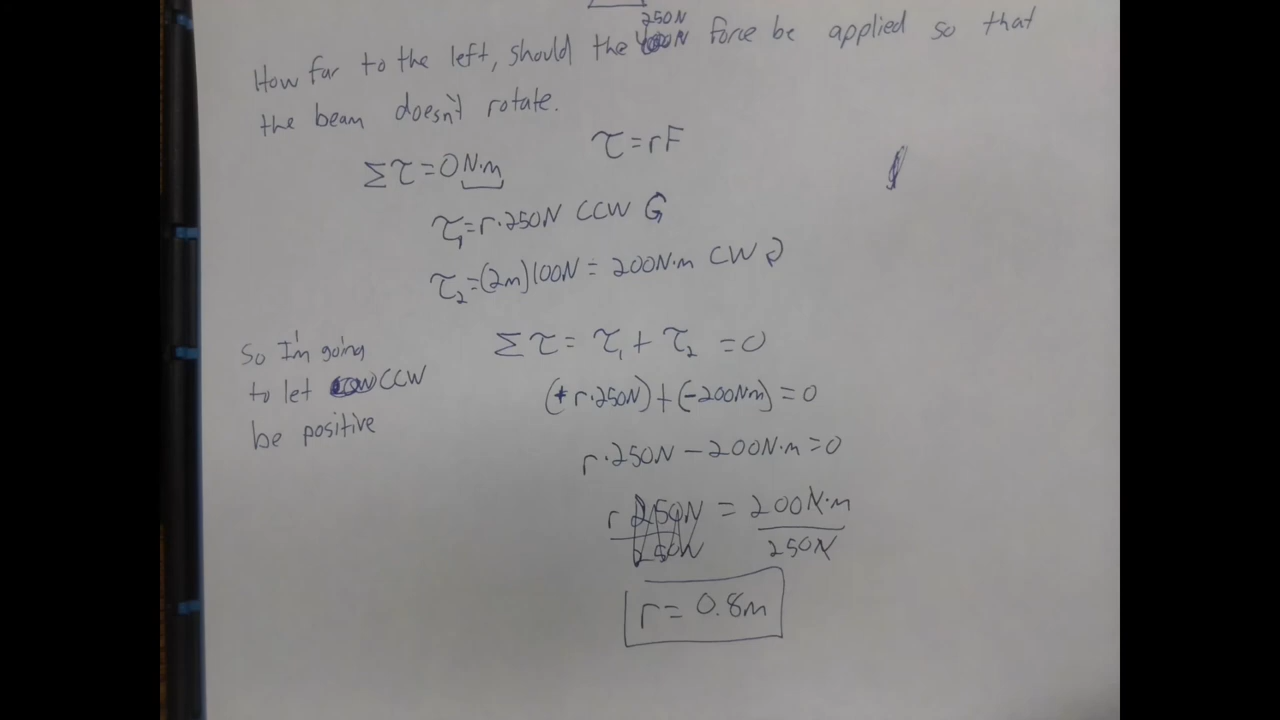 250N
How far to the left, should the force be applied so that
the beam doesn't rotate.
Στ=0N·m
τ=rF
τ₁=r·250N CCW
τ₂=(2m)100N = 200N·m CW
So I'm going
to let CCW
be positive
Στ = τ₁ + τ₂ = 0
(+r·250N)+(-200Nm)=0
r·250N - 200N·m=0
r 250N = 200N·m
250N 250N
r= 0.8m